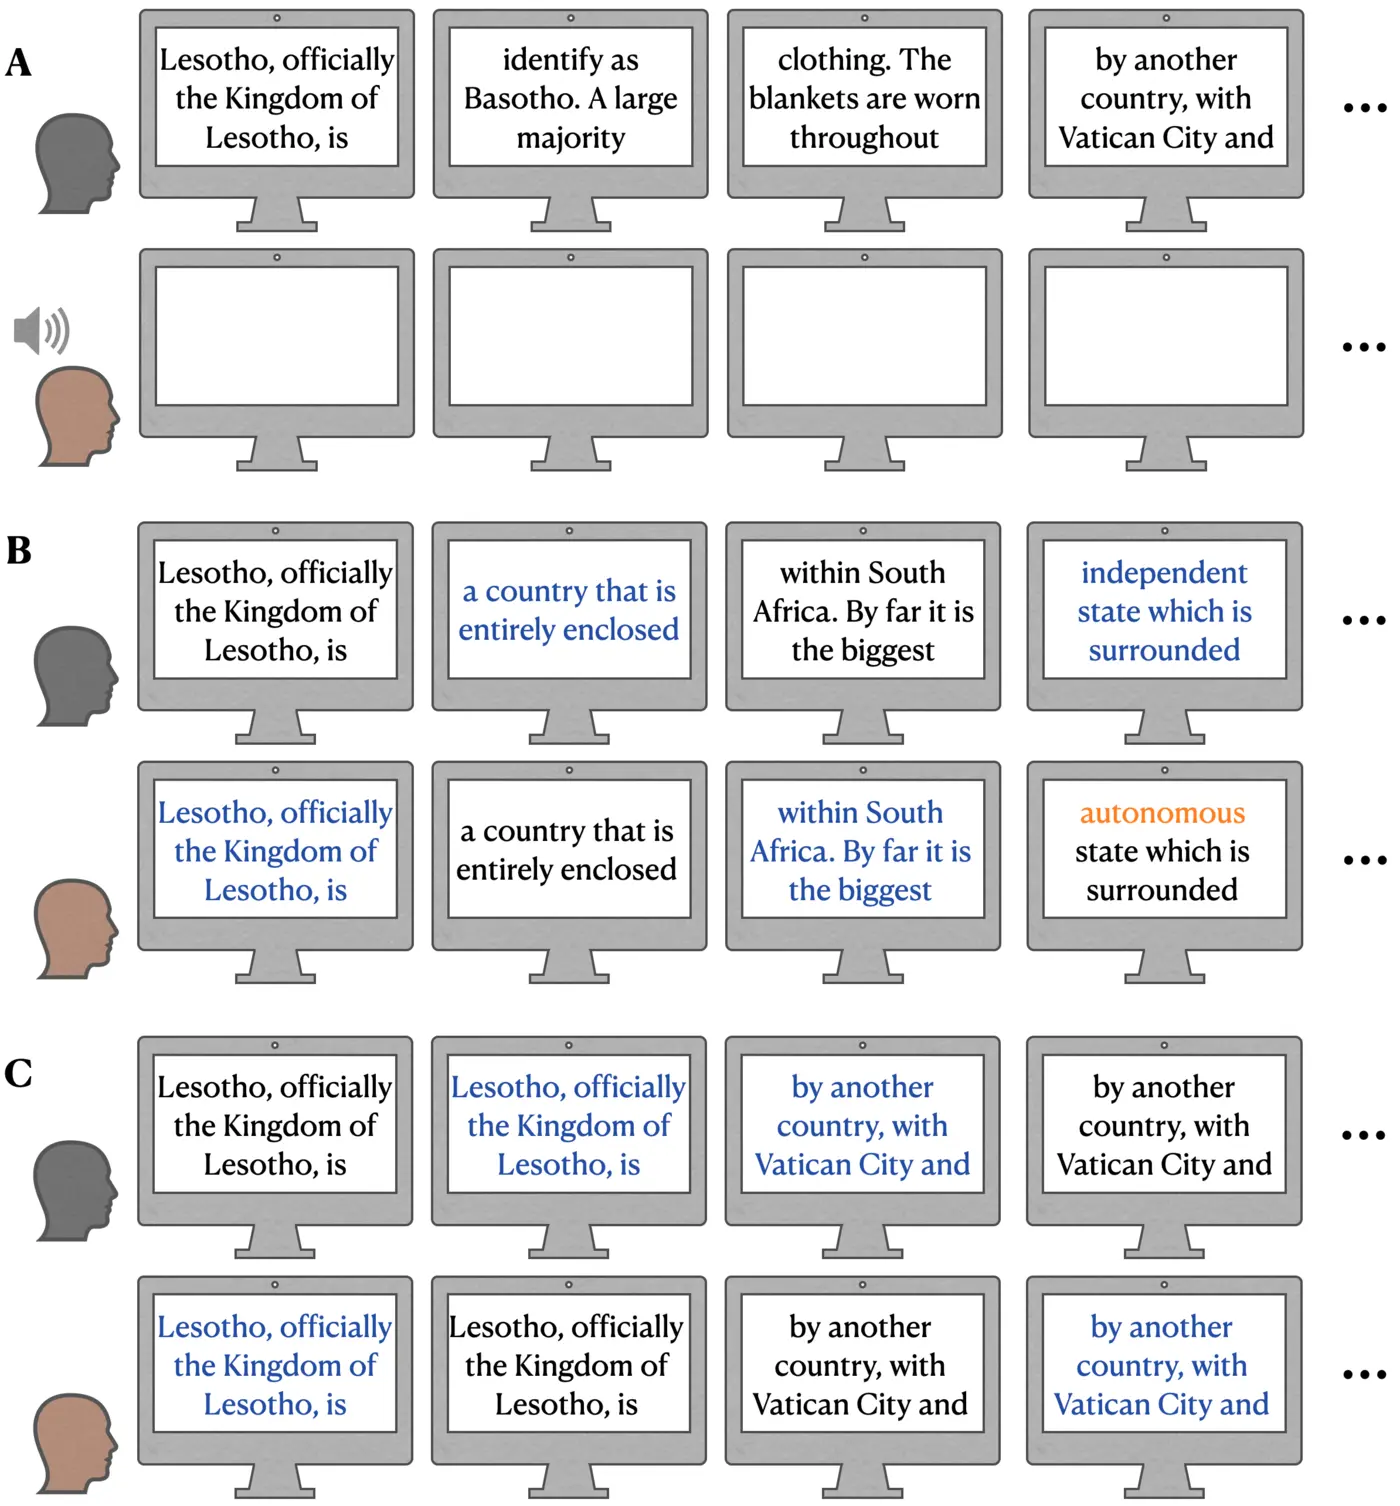 A
Lesotho, officially
the Kingdom of
Lesotho, is
identify as
Basotho. A large
majority
clothing. The
blankets are worn
throughout
by another
country, with
Vatican City and
...
...
B
Lesotho, officially
the Kingdom of
Lesotho, is
a country that is
entirely enclosed
within South
Africa. By far it is
the biggest
independent
state which is
surrounded
...
Lesotho, officially
the Kingdom of
Lesotho, is
a country that is
entirely enclosed
within South
Africa. By far it is
the biggest
autonomous
state which is
surrounded
...
C
Lesotho, officially
the Kingdom of
Lesotho, is
Lesotho, officially
the Kingdom of
Lesotho, is
by another
country, with
Vatican City and
by another
country, with
Vatican City and
...
Lesotho, officially
the Kingdom of
Lesotho, is
Lesotho, officially
the Kingdom of
Lesotho, is
by another
country, with
Vatican City and
by another
country, with
Vatican City and
...